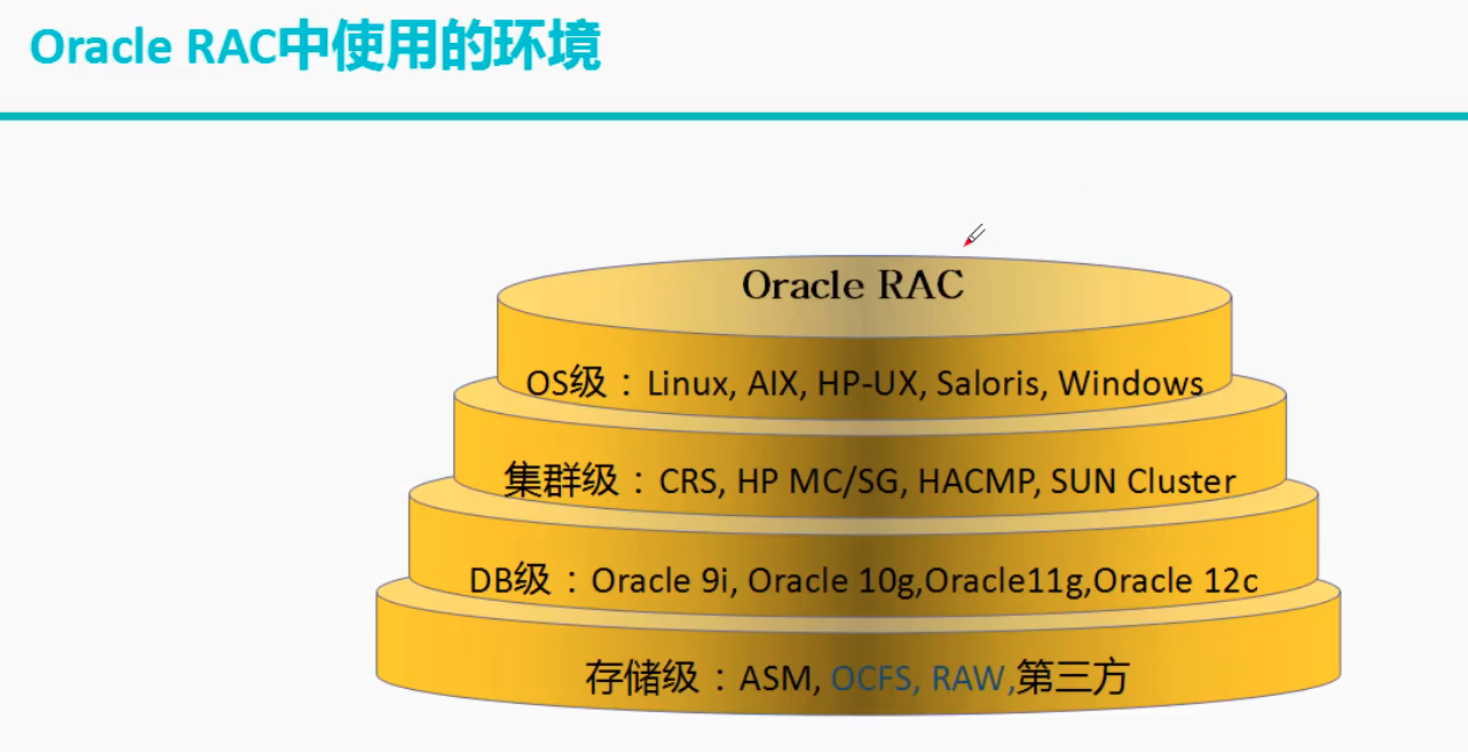 Oracle RAC中使用的环境
Oracle RAC
OS级：Linux, AIX, HP-UX, Saloris, Windows
集群级：CRS, HP MC/SG, HACMP, SUN Cluster
DB级：Oracle 9i, Oracle 10g,Oracle11g,Oracle 12c
存储级：ASM, OCFS, RAW,第三方